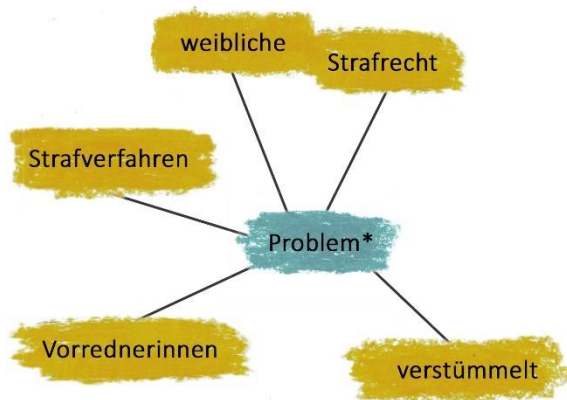 weibliche
Strafrecht
Strafverfahren
Problem*
Vorrednerinnen
verstümmelt